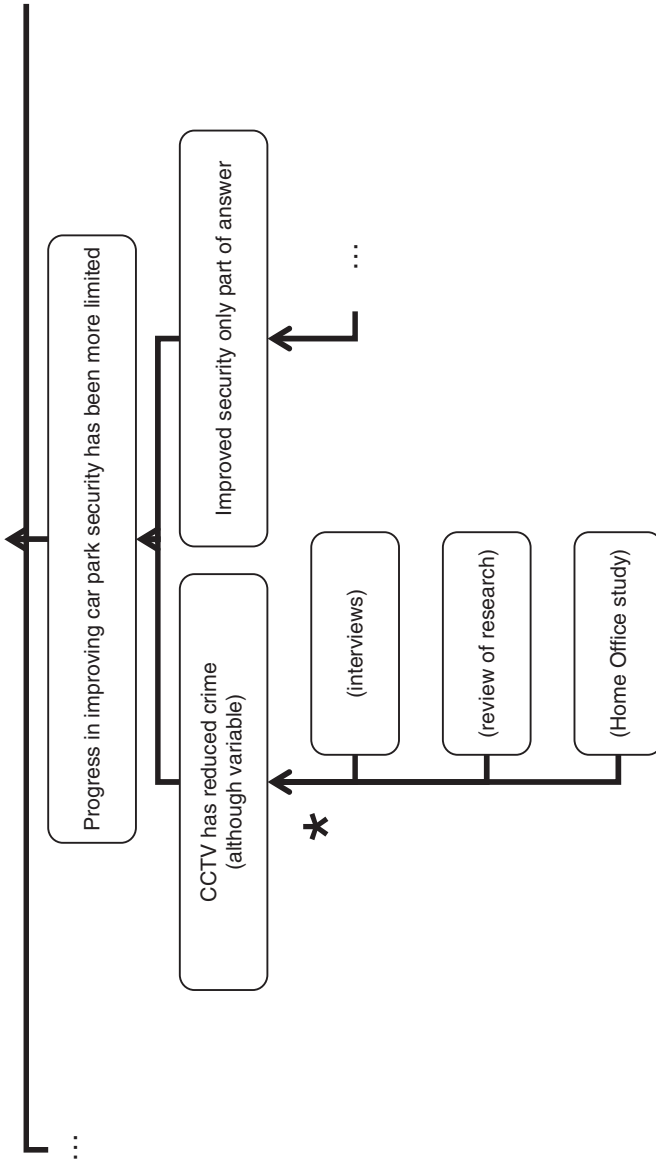 Progress in improving car park security has been more limited
CCTV has reduced crime
(although variable)
Improved security only part of answer
(interviews)
(review of research)
(Home Office study)
*
...
...